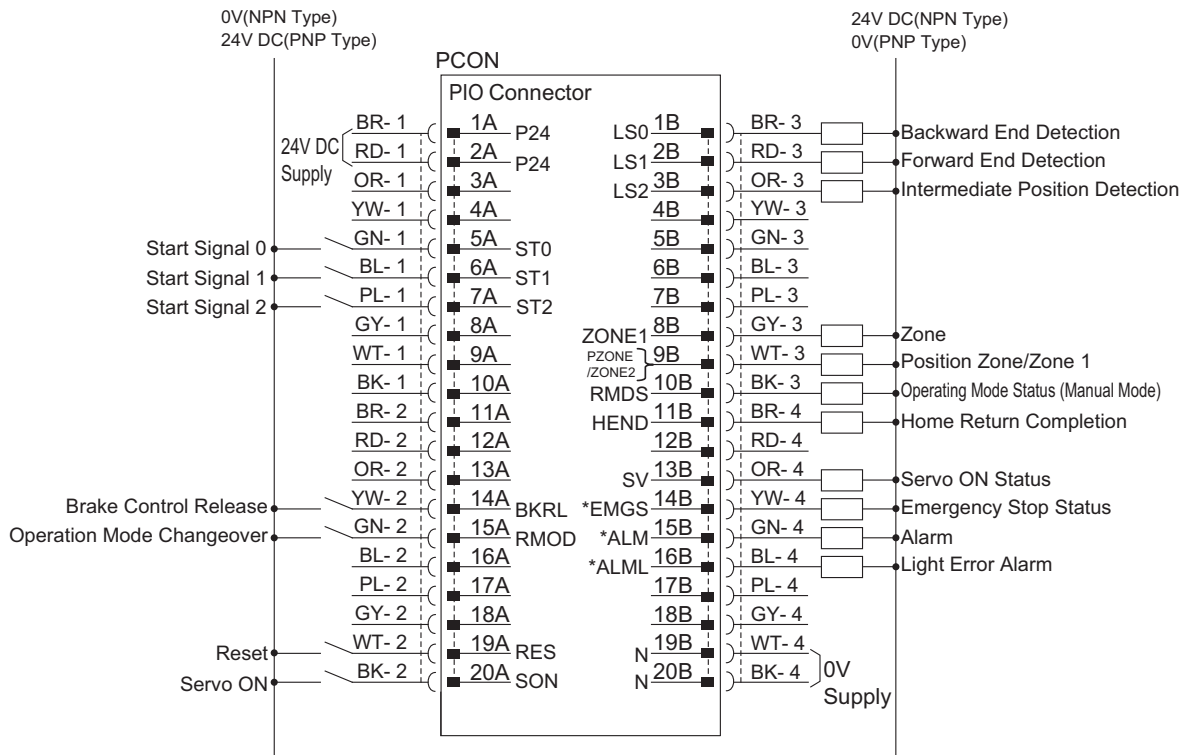 0V(NPN Type)
24V DC(PNP Type)
24V DC(NPN Type)
0V(PNP Type)
PCON
PIO Connector
24V DC
Supply
BR- 1 1A P24
RD- 1 2A P24
OR- 1 3A
YW- 1 4A
Start Signal 0 GN- 1 5A ST0
Start Signal 1 BL- 1 6A ST1
Start Signal 2 PL- 1 7A ST2
GY- 1 8A
WT- 1 9A
BK- 1 10A
BR- 2 11A
RD- 2 12A
OR- 2 13A
Brake Control Release YW- 2 14A BKRL
Operation Mode Changeover GN- 2 15A RMOD
BL- 2 16A
PL- 2 17A
GY- 2 18A
Reset WT- 2 19A RES
Servo ON BK- 2 20A SON
LS0 1B BR- 3 Backward End Detection
LS1 2B RD- 3 Forward End Detection
LS2 3B OR- 3 Intermediate Position Detection
4B YW- 3
5B GN- 3
6B BL- 3
7B PL- 3
ZONE1 8B GY- 3 Zone
PZONE
/ZONE2
9B WT- 3 Position Zone/Zone 1
RMDS 10B BK- 3 Operating Mode Status (Manual Mode)
HEND 11B BR- 4 Home Return Completion
12B RD- 4
SV 13B OR- 4 Servo ON Status
*EMGS 14B YW- 4 Emergency Stop Status
*ALM 15B GN- 4 Alarm
*ALML 16B BL- 4 Light Error Alarm
17B PL- 4
18B GY- 4
N 19B WT- 4
N 20B BK- 4
0V
Supply